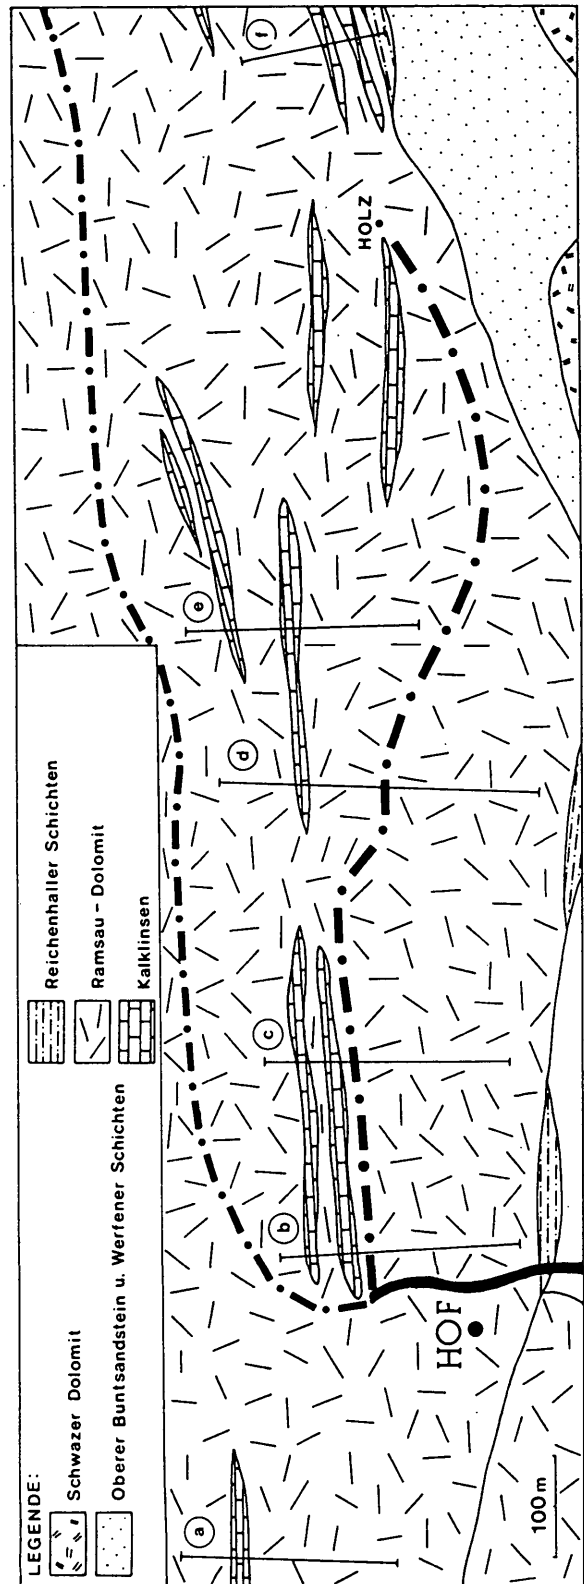 LEGENDE:
Schwazer Dolomit
Oberer Buntsandstein u. Werfener Schichten
Reichenhaller Schichten
Ramsau - Dolomit
Kalklinsen
a
b
c
d
e
f
HOF
HOLZ
100 m